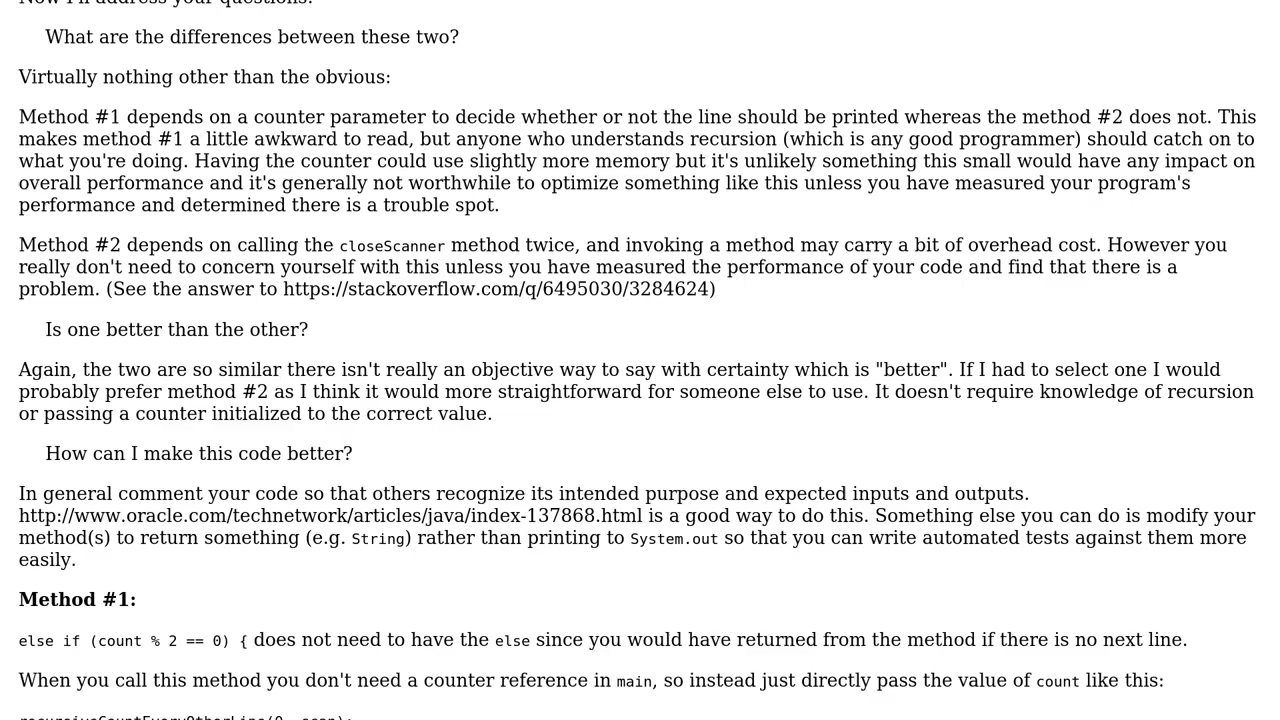 Now I'll address your questions.
What are the differences between these two?
Virtually nothing other than the obvious:
Method #1 depends on a counter parameter to decide whether or not the line should be printed whereas the method #2 does not. This
makes method #1 a little awkward to read, but anyone who understands recursion (which is any good programmer) should catch on to
what you're doing. Having the counter could use slightly more memory but it's unlikely something this small would have any impact on
overall performance and it's generally not worthwhile to optimize something like this unless you have measured your program's
performance and determined there is a trouble spot.
Method #2 depends on calling the closeScanner method twice, and invoking a method may carry a bit of overhead cost. However you
really don't need to concern yourself with this unless you have measured the performance of your code and find that there is a
problem. (See the answer to https://stackoverflow.com/q/6495030/3284624)
Is one better than the other?
Again, the two are so similar there isn't really an objective way to say with certainty which is "better". If I had to select one I would
probably prefer method #2 as I think it would more straightforward for someone else to use. It doesn't require knowledge of recursion
or passing a counter initialized to the correct value.
How can I make this code better?
In general comment your code so that others recognize its intended purpose and expected inputs and outputs.
http://www.oracle.com/technetwork/articles/java/index-137868.html is a good way to do this. Something else you can do is modify your
method(s) to return something (e.g. String) rather than printing to System.out so that you can write automated tests against them more
easily.
Method #1:
else if (count % 2 == 0) { does not need to have the else since you would have returned from the method if there is no next line.
When you call this method you don't need a counter reference in main, so instead just directly pass the value of count like this:
recursiveCountEveryOtherLine(0, scan);